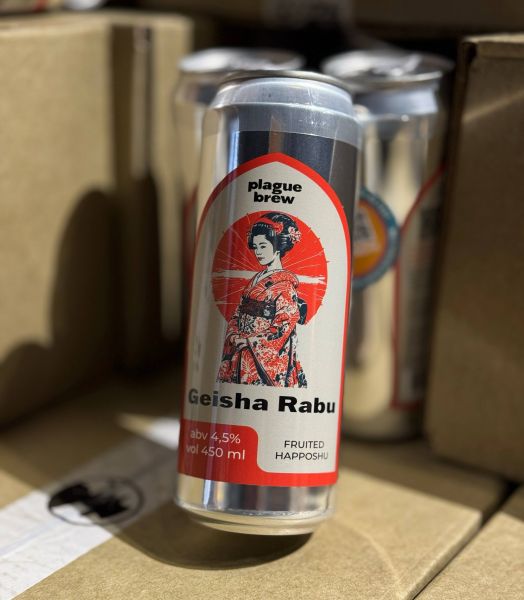 plague
brew
Geisha Rabu
abv 4,5%
vol 450 ml
FRUITED
HAPPOSHU